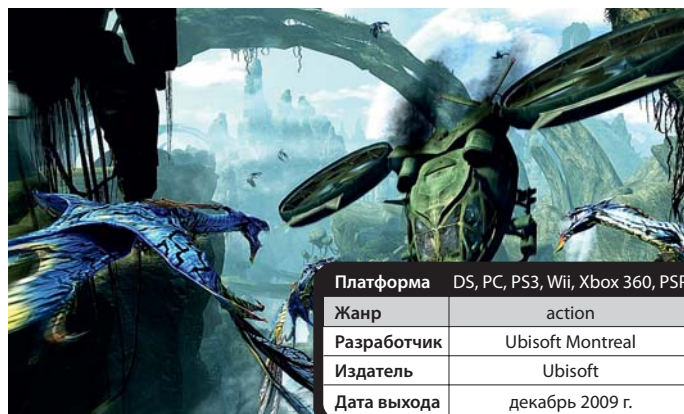 Платформа DS, PC, PS3, Wii, Xbox 360, PSP
Жанр action
Разработчик Ubisoft Montreal
Издатель Ubisoft
Дата выхода декабрь 2009 г.